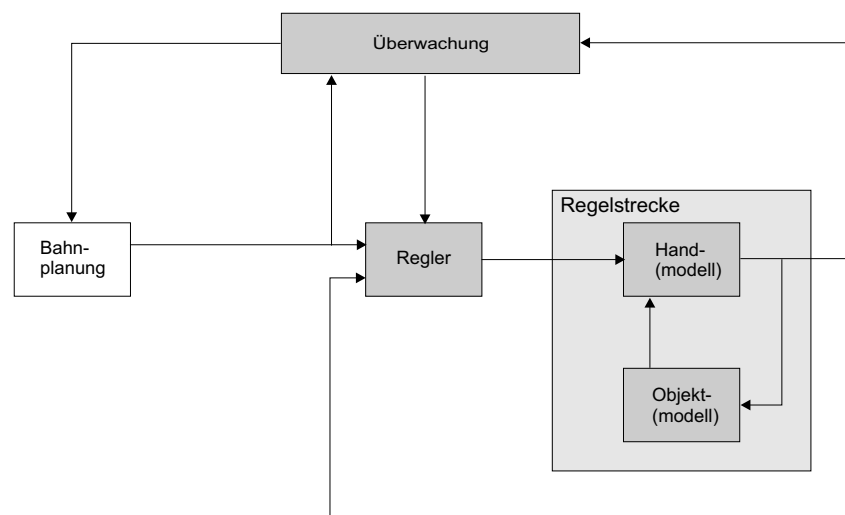 Überwachung
Regelstrecke
Bahn-
planung
Regler
Hand-
(modell)
Objekt-
(modell)